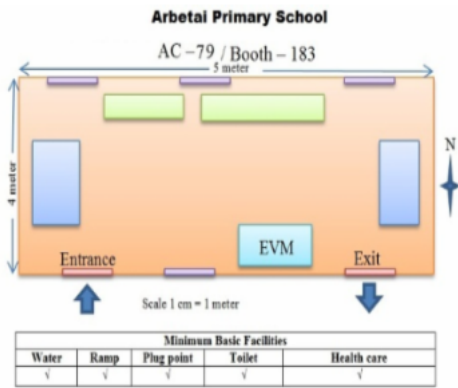 Arbetai Primary School
AC –79 / Booth – 183
5 meter
4 meter
N
EVM
Entrance
Exit
Scale 1 cm = 1 meter
Minimum Basic Facilities
Water Ramp Plug point Toilet Health care
√ √ √ √ √